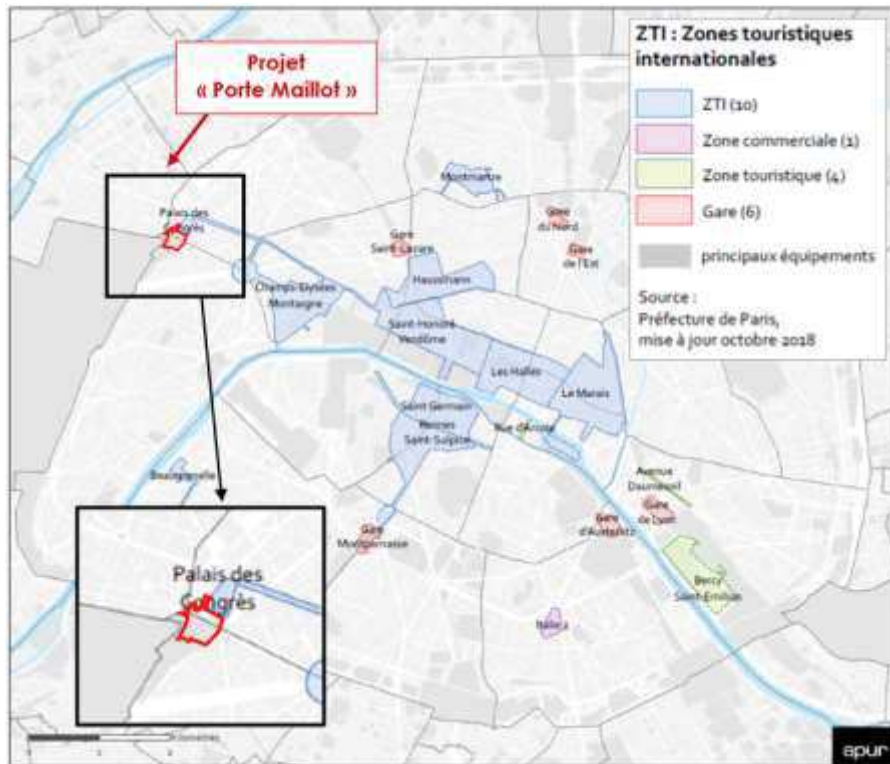 Projet
« Porte Maillot »
ZTI : Zones touristiques
internationales
ZTI (10)
Zone commerciale (1)
Zone touristique (4)
Gare (6)
principaux équipements
Source :
Préfecture de Paris,
mise à jour octobre 2018
Montmartre
Palais des
Congrès
Gare
Saint-Lazare
Gare
du Nord
Gare
de l'Est
Haussmann
Champs-Elysées
Montaigne
Saint-Honoré
Vendôme
Les Halles
Le Marais
Saint Germain
Rennes
Saint-Sulpice
Rue d'Arcole
Beaugrenelle
Avenue
Daumesnil
Gare
de Lyon
Gare
d'Austerlitz
Gare
Montparnasse
Bercy
Saint-Emilion
Italie 2
Palais des
Congrès
kilomètres
apur